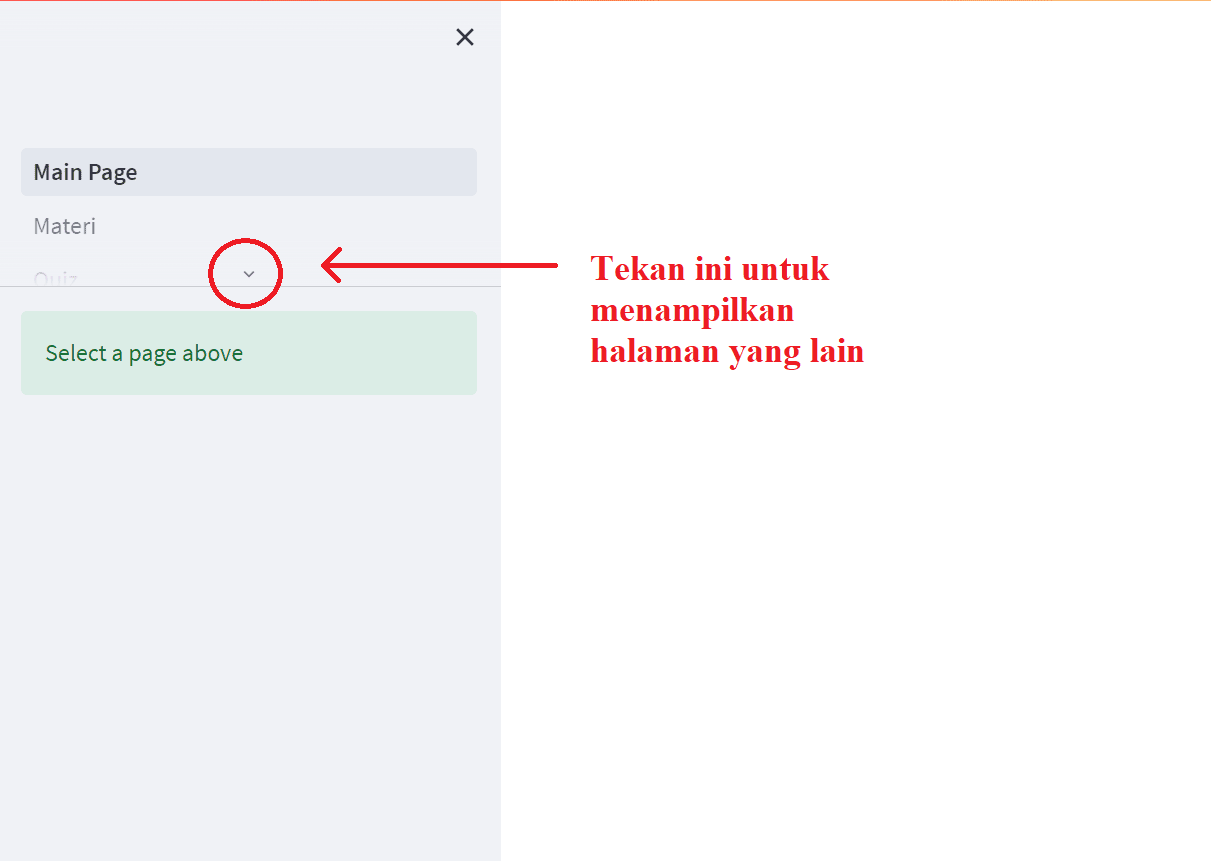 Main Page
Materi
Quiz
Tekan ini untuk
menampilkan
halaman yang lain
Select a page above